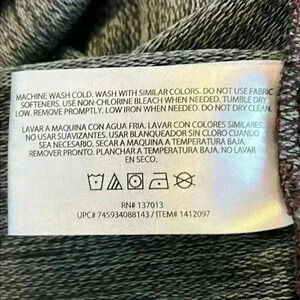 MACHINE WASH COLD. WASH WITH SIMILAR COLORS. DO NOT USE FABRIC
SOFTENERS. USE NON-CHLORINE BLEACH WHEN NEEDED. TUMBLE DRY
LOW. REMOVE PROMPTLY. LOW IRON IF NEEDED. DO NOT DRY CLEAN.
LAVAR A MAQUINA CON AGUA FRIA. LAVAR CON COLORES SIMILARES.
NO USAR SUAVIZANTES. USAR BLANQUEADOR SIN CLORO CUANDO
SEA NECESARIO. SECAR A MAQUINA A TEMPERATURA BAJA.
REMOVER PRONTO. PLANCHAR A TEMPERATURA BAJA. NO LAVAR
EN SECO.
RN# 137013
UPC# 745934088143 / ITEM# 1412097